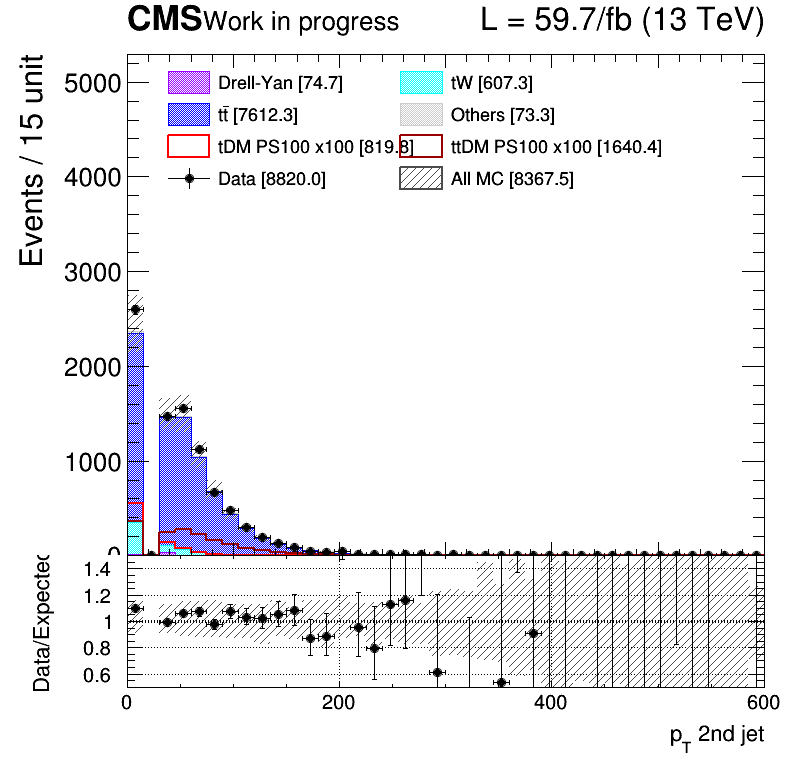 CMS Work in progress L = 59.7/fb (13 TeV)
Events / 15 unit
5000
4000
3000
2000
1000
0
Drell-Yan [74.7] tW [607.3]
tt̄ [7612.3] Others [73.3]
tDM PS100 x100 [819.8] ttDM PS100 x100 [1640.4]
Data [8820.0] All MC [8367.5]
Data/Expected
1.4
1.2
1
0.8
0.6
0 200 400 600
p_T 2nd jet